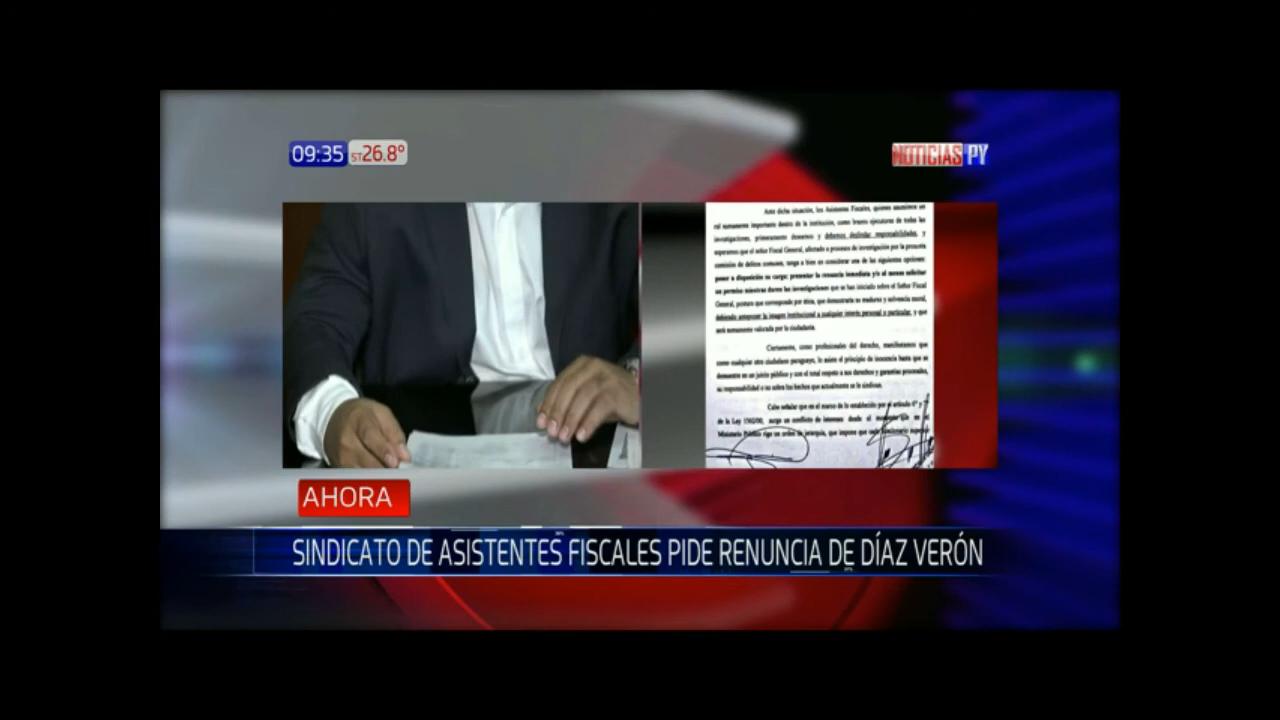 09:35 ST 26.8°
NOTICIAS PY
Ante dicha situación, los Asistentes Fiscales, quienes asumimos un
rol sumamente importante dentro de la institución, como brazos ejecutores de todas las
investigaciones, primeramente deseamos y debemos deslindar responsabilidades, y
esperamos que el señor Fiscal General, afectado a procesos de investigación por la presunta
comisión de delitos comunes, tenga a bien en considerar una de las siguientes opciones:
poner a disposición su cargo; presentar la renuncia inmediata y/o al menos solicitar
un permiso mientras duren las investigaciones que se han iniciado sobre el Señor Fiscal
General, postura que corresponde por ética, que demostraría su madurez y solvencia moral,
debiendo anteponer la imagen institucional a cualquier interés personal o particular, y que
será sumamente valorada por la ciudadanía.
Ciertamente, como profesionales del derecho, manifestamos que
como cualquier otro ciudadano paraguayo, le asiste el principio de inocencia hasta que se
demuestre en un juicio público y con el total respeto a sus derechos y garantías procesales,
su responsabilidad o no sobre los hechos que actualmente se le sindican.
Cabe señalar que en el marco de lo establecido por el artículo 6° y 7
de la Ley 1562/00, surge un conflicto de intereses desde el momento que en el
Ministerio Público rige un orden de jerarquía, que impone que cada funcionario superior
AHORA
SINDICATO DE ASISTENTES FISCALES PIDE RENUNCIA DE DÍAZ VERÓN